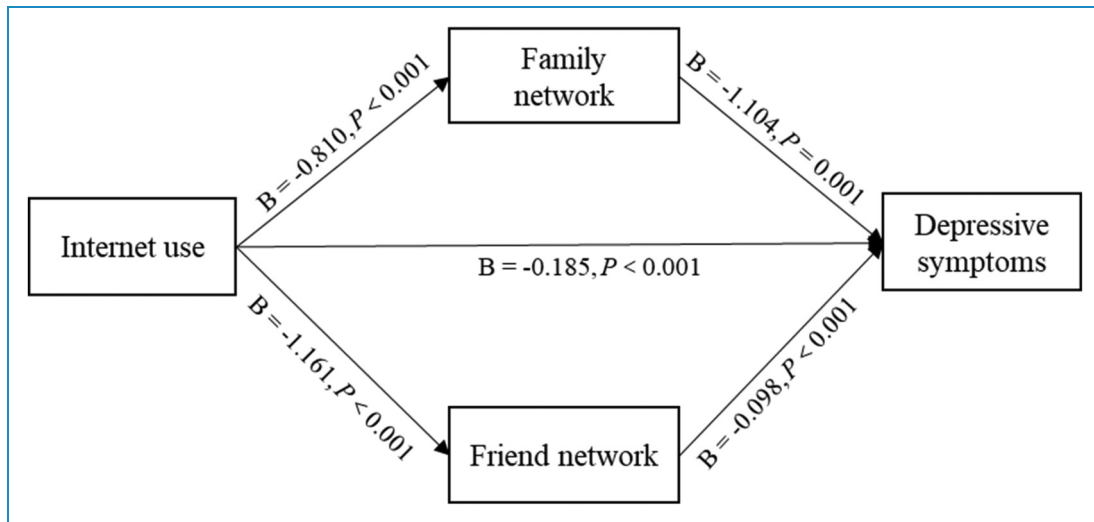 Family
network
B = -0.810, P < 0.001
B = -1.104, P = 0.001
Internet use
Depressive
symptoms
B = -0.185, P < 0.001
B = -1.161, P < 0.001
B = -0.098, P < 0.001
Friend network